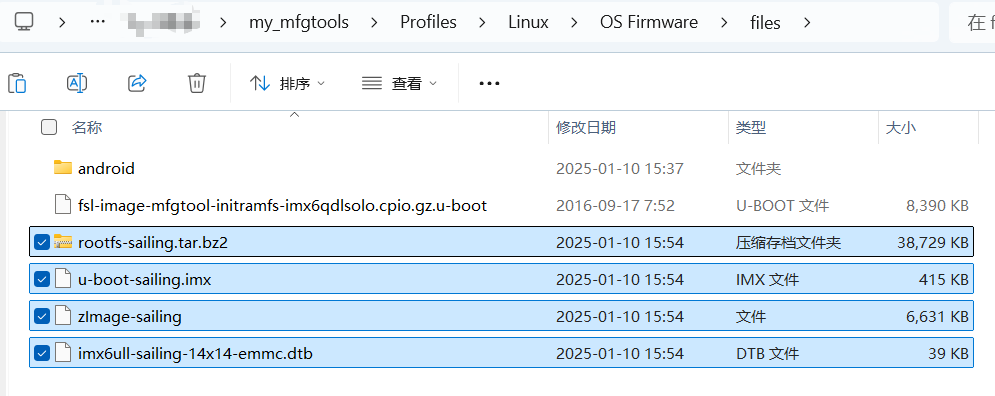 my_mfgtools Profiles Linux OS Firmware files 在 f
排序 查看
名称 修改日期 类型 大小
android 2025-01-10 15:37 文件夹
fsl-image-mfgtool-initramfs-imx6qdlsolo.cpio.gz.u-boot 2016-09-17 7:52 U-BOOT 文件 8,390 KB
rootfs-sailing.tar.bz2 2025-01-10 15:54 压缩存档文件夹 38,729 KB
u-boot-sailing.imx 2025-01-10 15:54 IMX 文件 415 KB
zImage-sailing 2025-01-10 15:54 文件 6,631 KB
imx6ull-sailing-14x14-emmc.dtb 2025-01-10 15:54 DTB 文件 39 KB